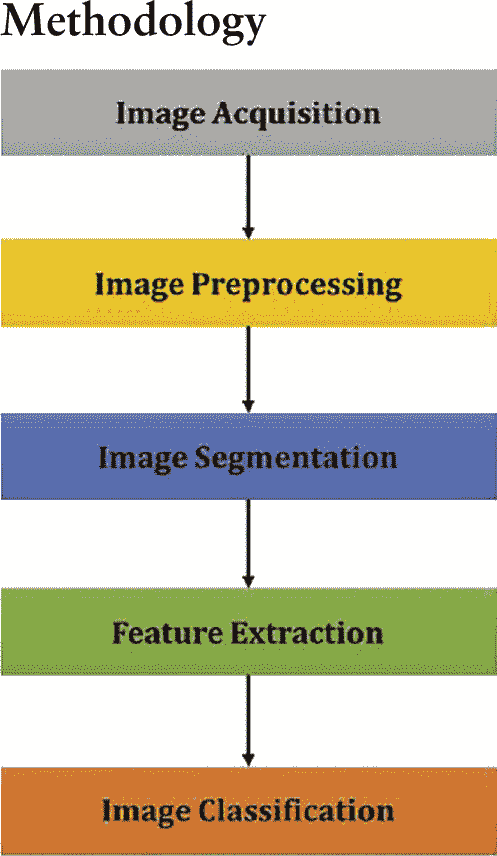 Methodology
Image Acquisition
Image Preprocessing
Image Segmentation
Feature Extraction
Image Classification